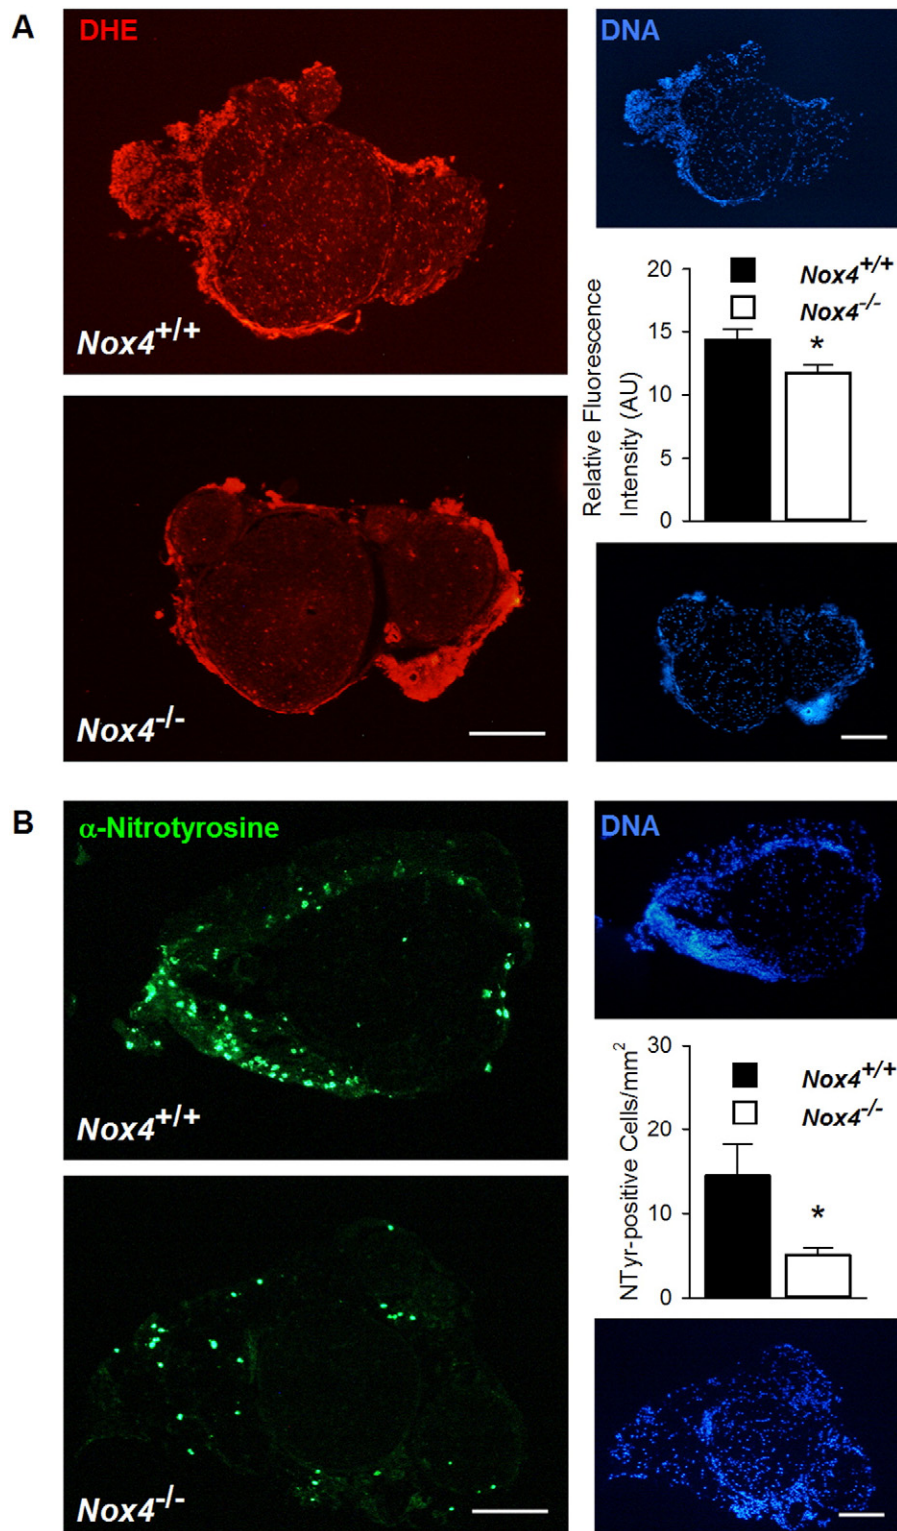 A
DHE
Nox4+/+
Nox4-/-
DNA
20
15
10
5
0
Relative Fluorescence
Intensity (AU)
Nox4+/+
Nox4-/-
*
B
α-Nitrotyrosine
Nox4+/+
Nox4-/-
DNA
30
20
10
0
NTyr-positive Cells/mm2
Nox4+/+
Nox4-/-
*